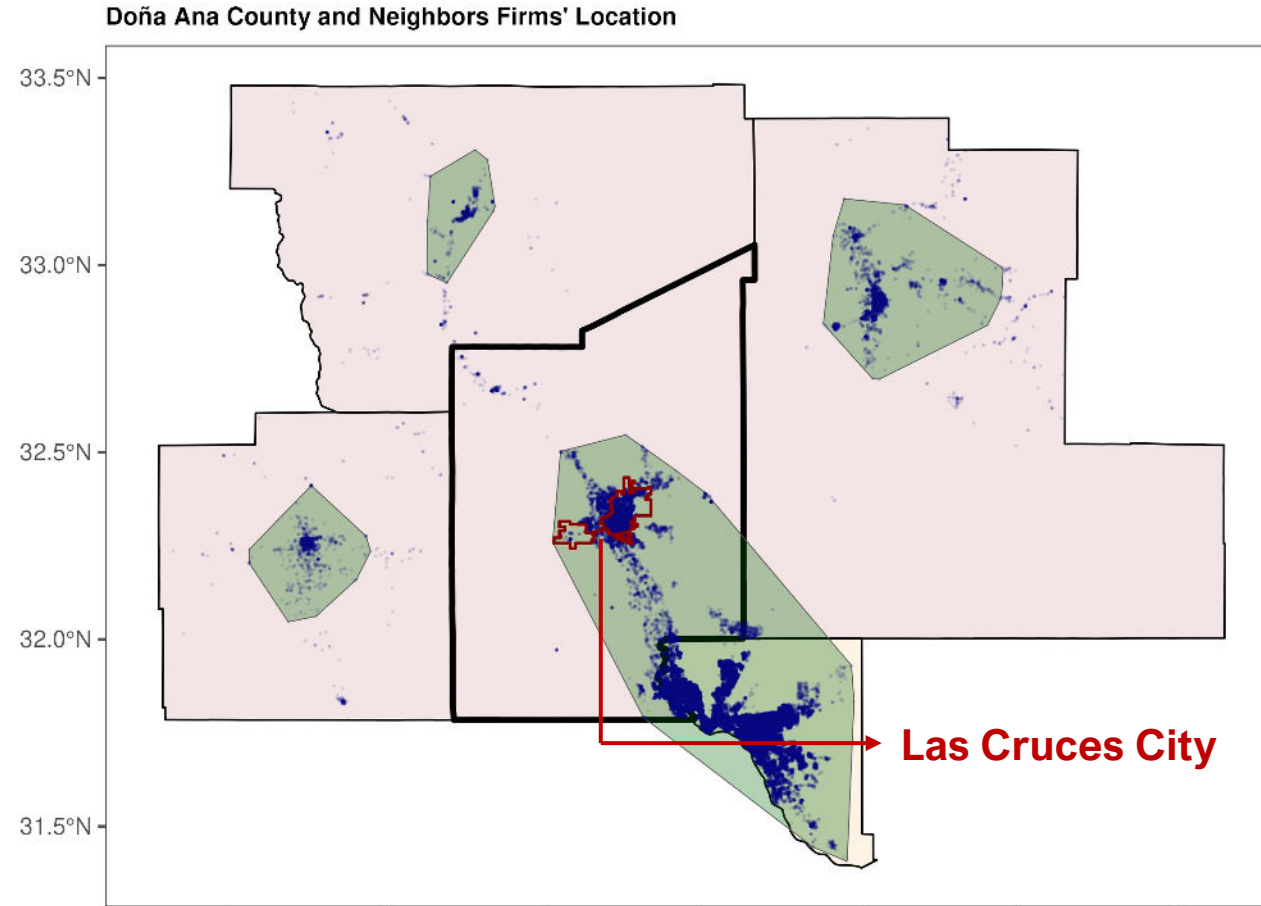 Doña Ana County and Neighbors Firms' Location
33.5°N
33.0°N
32.5°N
32.0°N
Las Cruces City
31.5°N